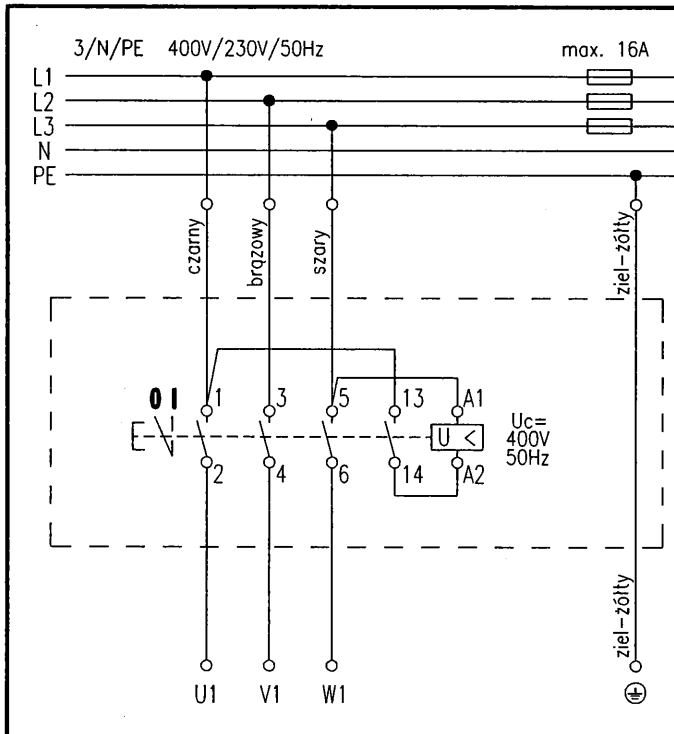 3/N/PE 400V/230V/50Hz max. 16A
L1
L2
L3
N
PE
czarny
brązowy
szary
ziel-żółty
0 I
1 3 5 13 A1
U <
Uc=
400V
50Hz
2 4 6 14 A2
ziel-żółty
U1 V1 W1